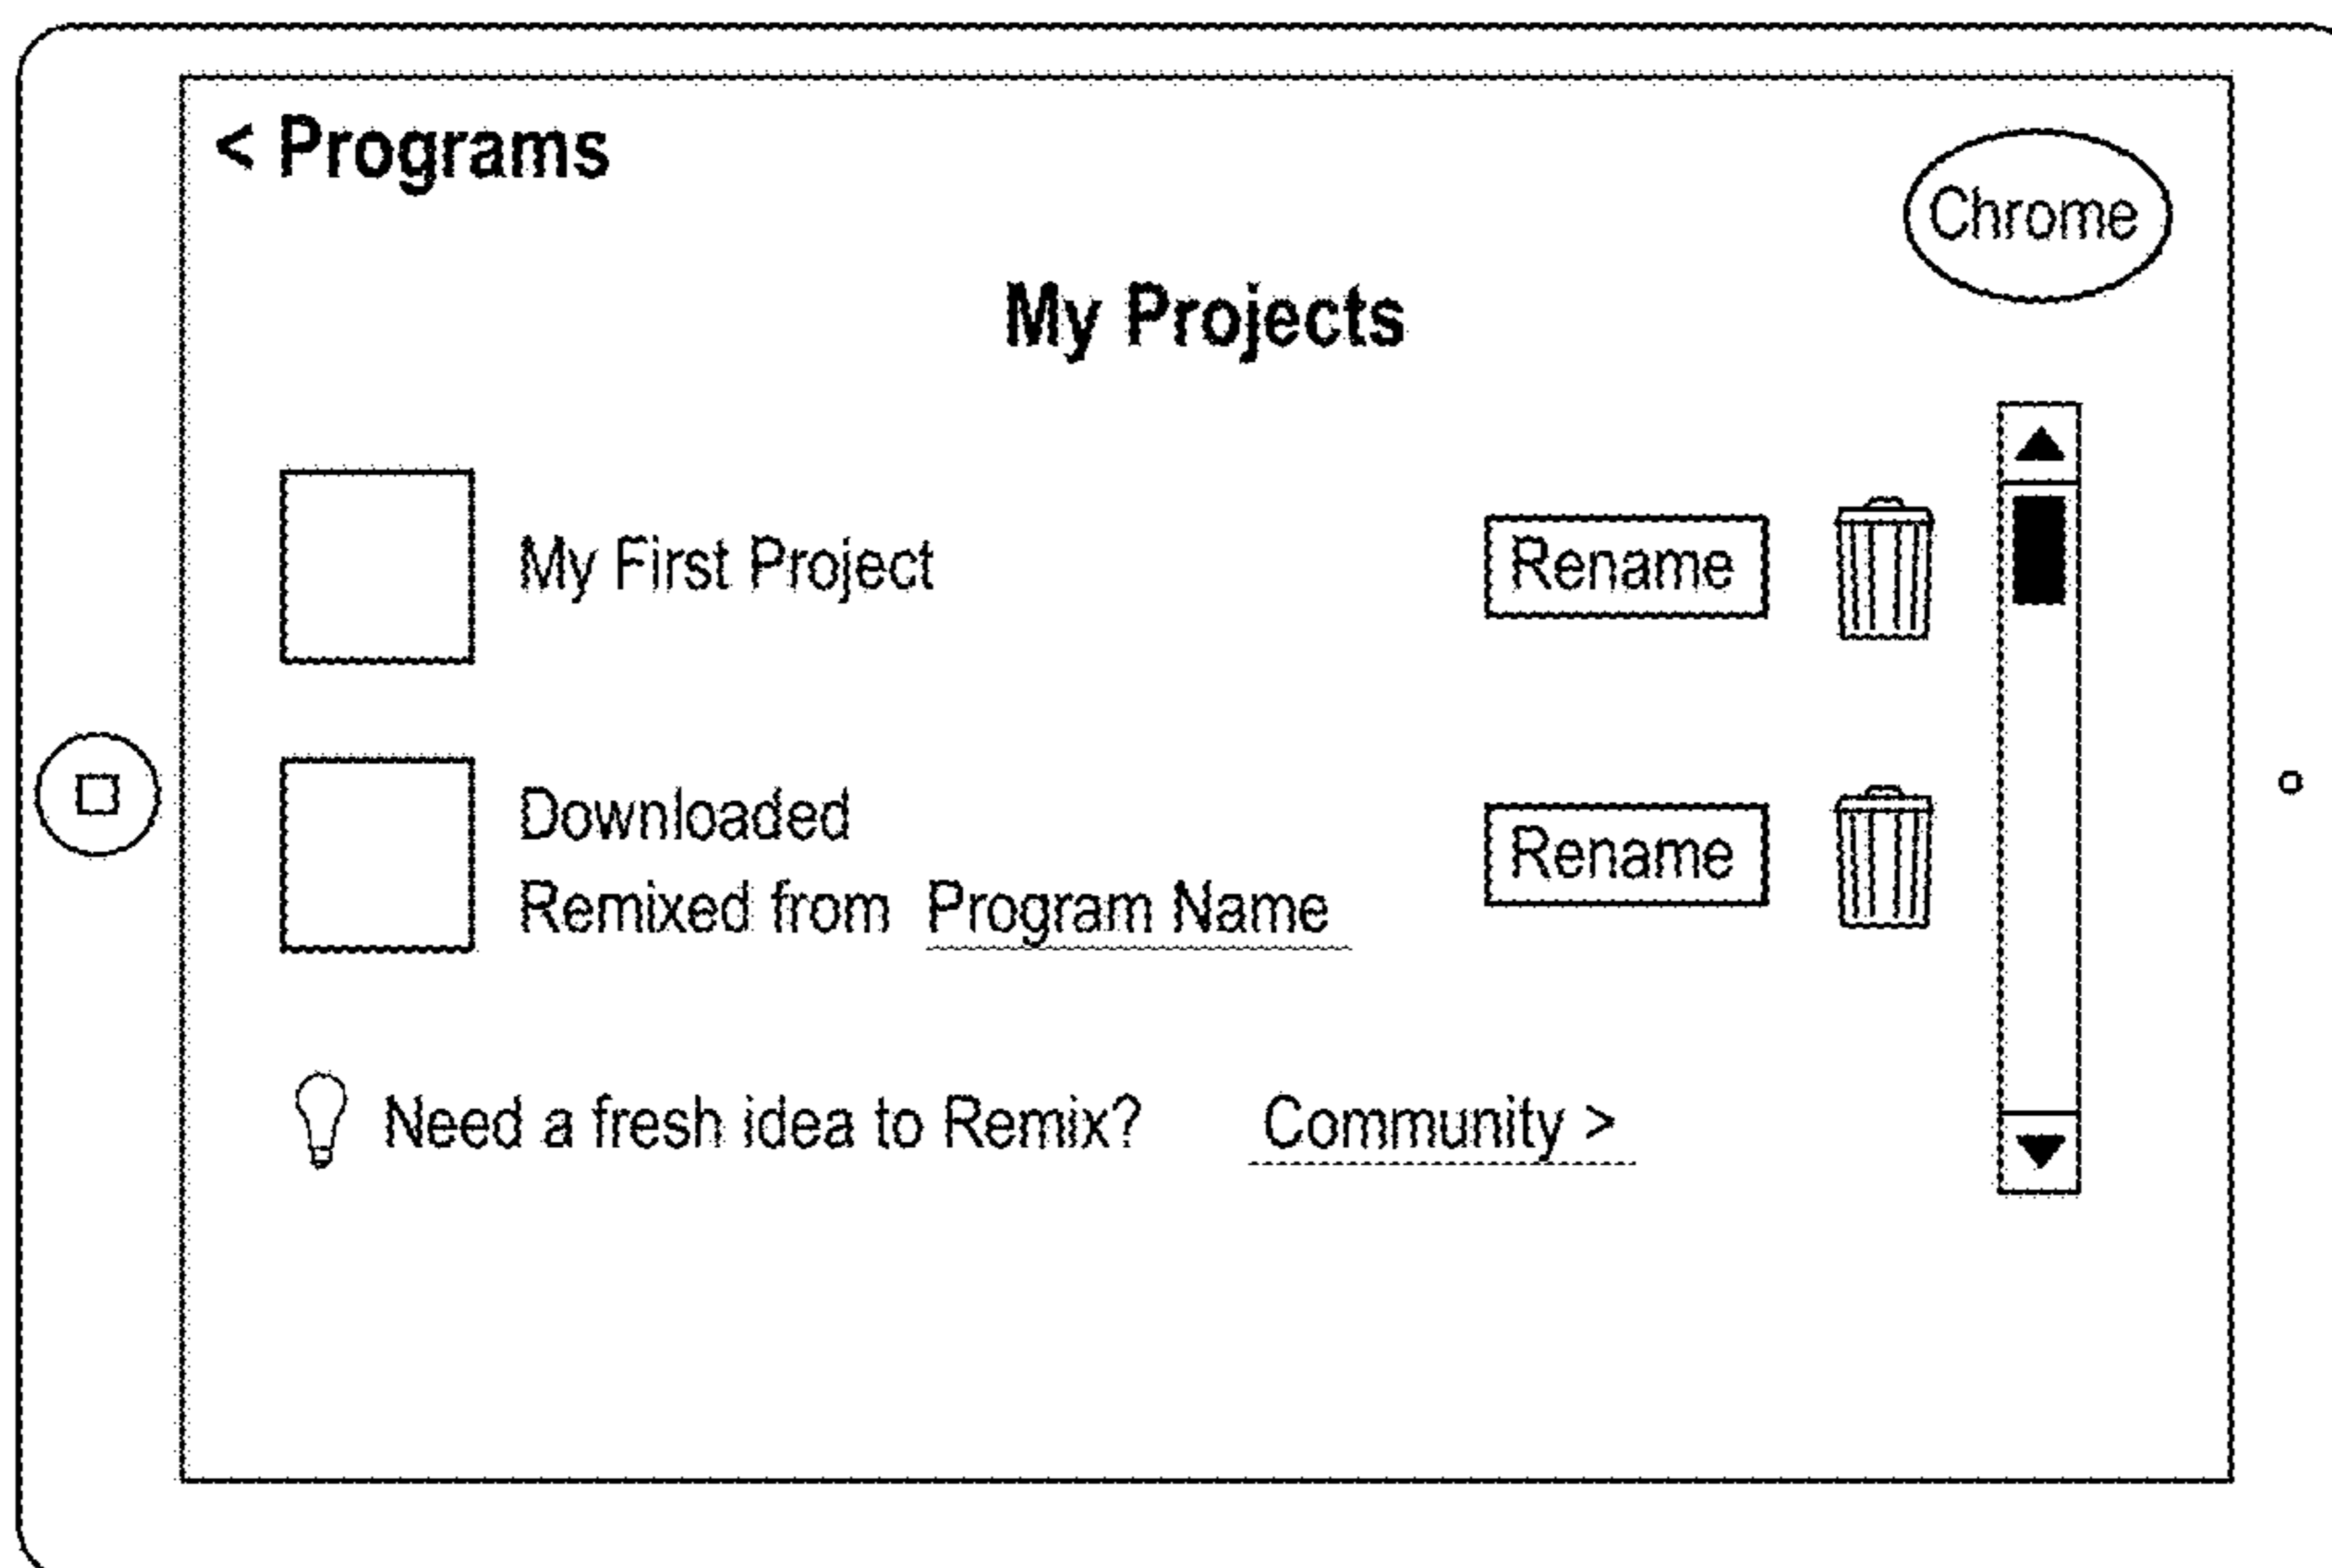 < Programs
Chrome
My Projects
My First Project
Rename
Downloaded
Remixed from Program Name
Rename
Need a fresh idea to Remix? Community >